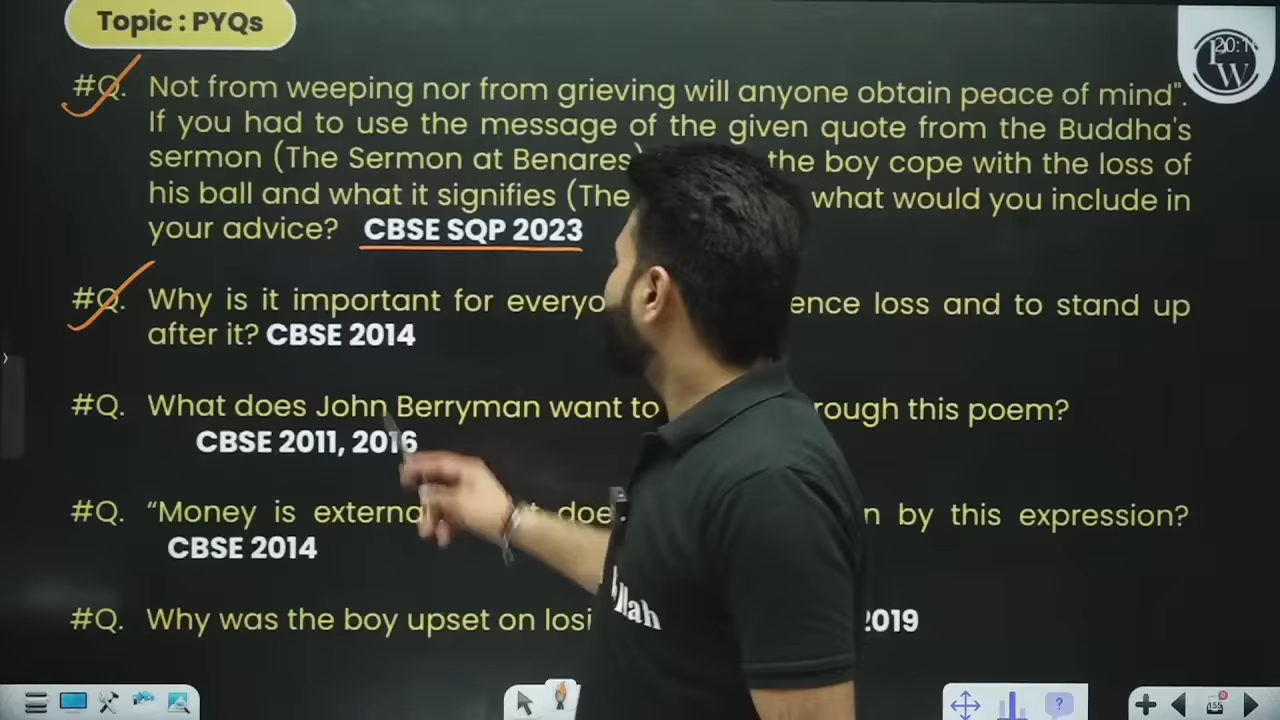 Topic : PYQs
#Q. Not from weeping nor from grieving will anyone obtain peace of mind".
If you had to use the message of the given quote from the Buddha's
sermon (The Sermon at Benares) the boy cope with the loss of
his ball and what it signifies (The what would you include in
your advice? CBSE SQP 2023
#Q. Why is it important for everyo ence loss and to stand up
after it? CBSE 2014
#Q. What does John Berryman want to rough this poem?
CBSE 2011, 2016
#Q. “Money is externa t doe n by this expression?
CBSE 2014
#Q. Why was the boy upset on losi 2019
PW
20:1
llah
155